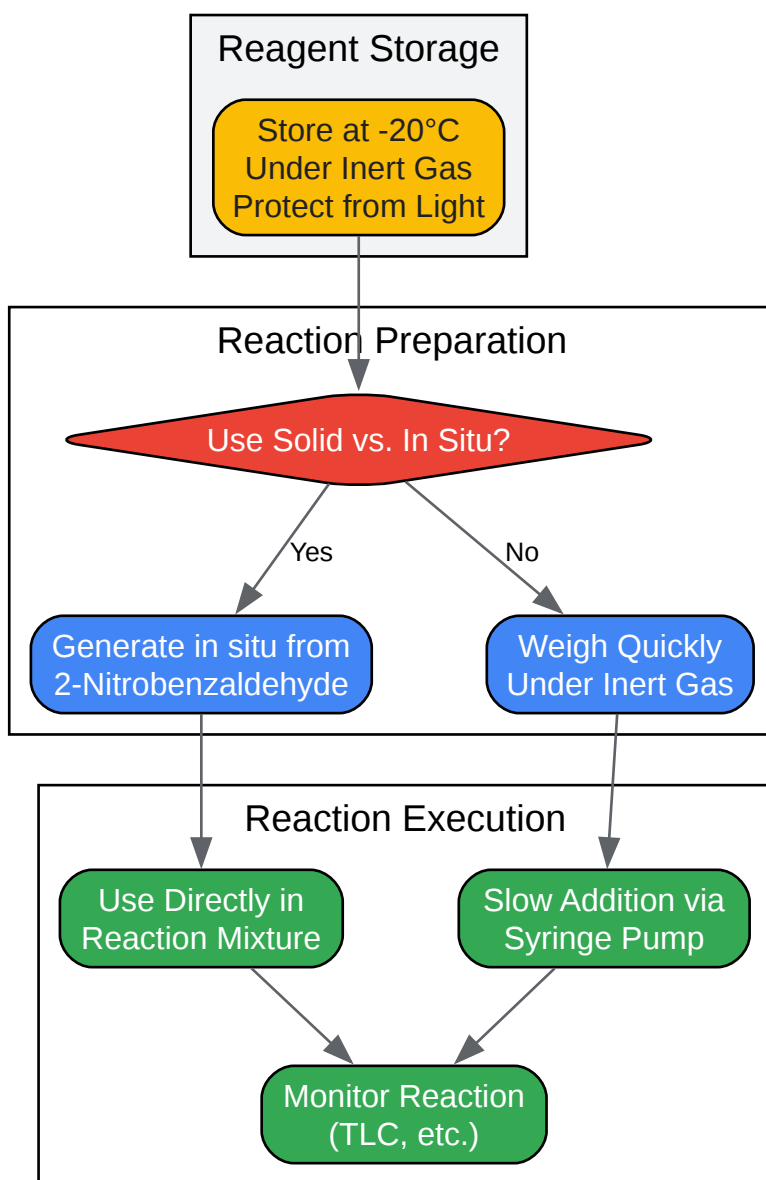 Reagent Storage
Store at -20°C
Under Inert Gas
Protect from Light
Reaction Preparation
Use Solid vs. In Situ?
Yes
No
Generate in situ from
2-Nitrobenzaldehyde
Weigh Quickly
Under Inert Gas
Reaction Execution
Use Directly in
Reaction Mixture
Slow Addition via
Syringe Pump
Monitor Reaction
(TLC, etc.)